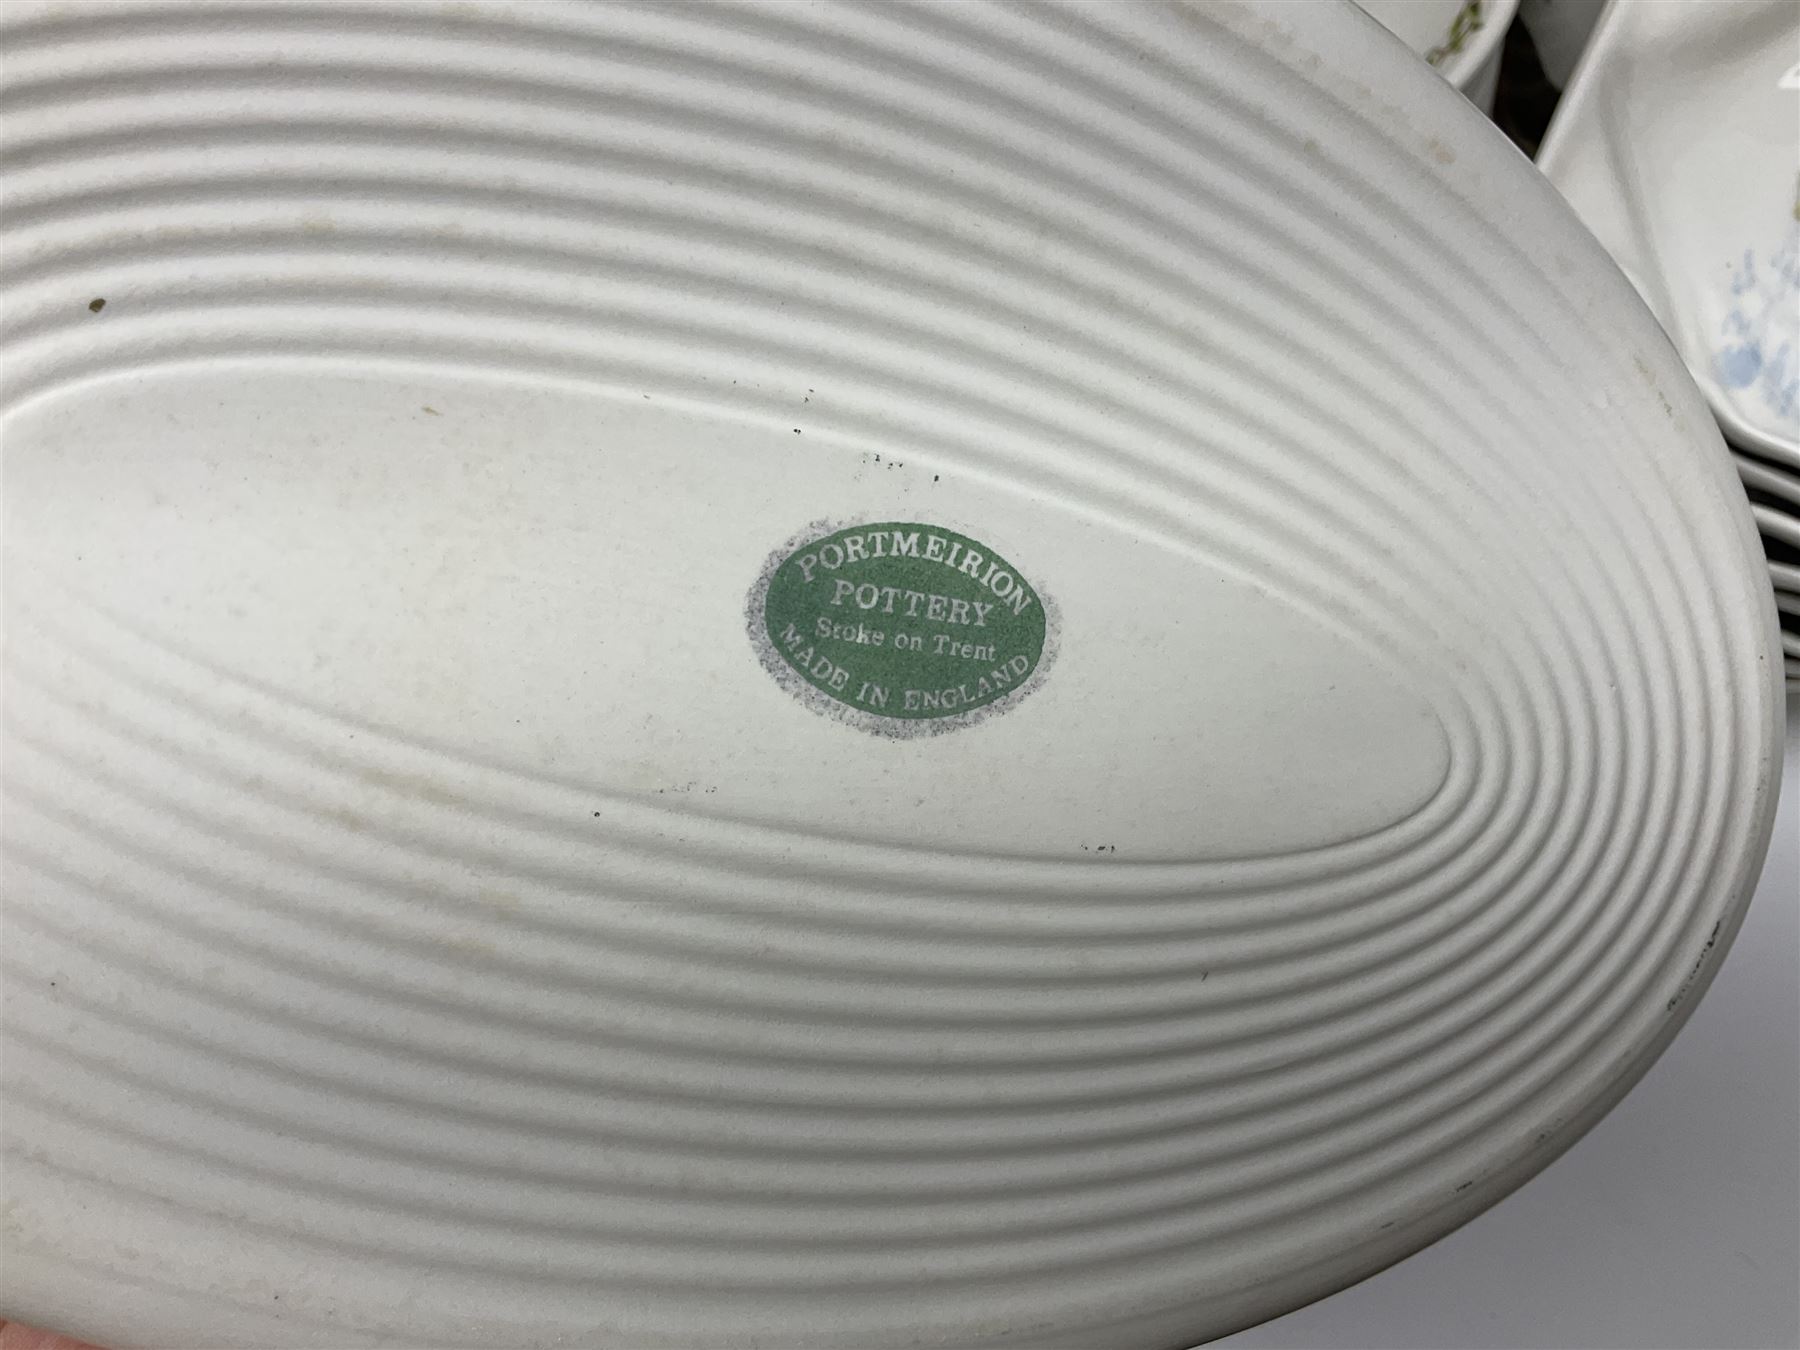 PORTMEIRION
POTTERY
Stoke on Trent
MADE IN ENGLAND